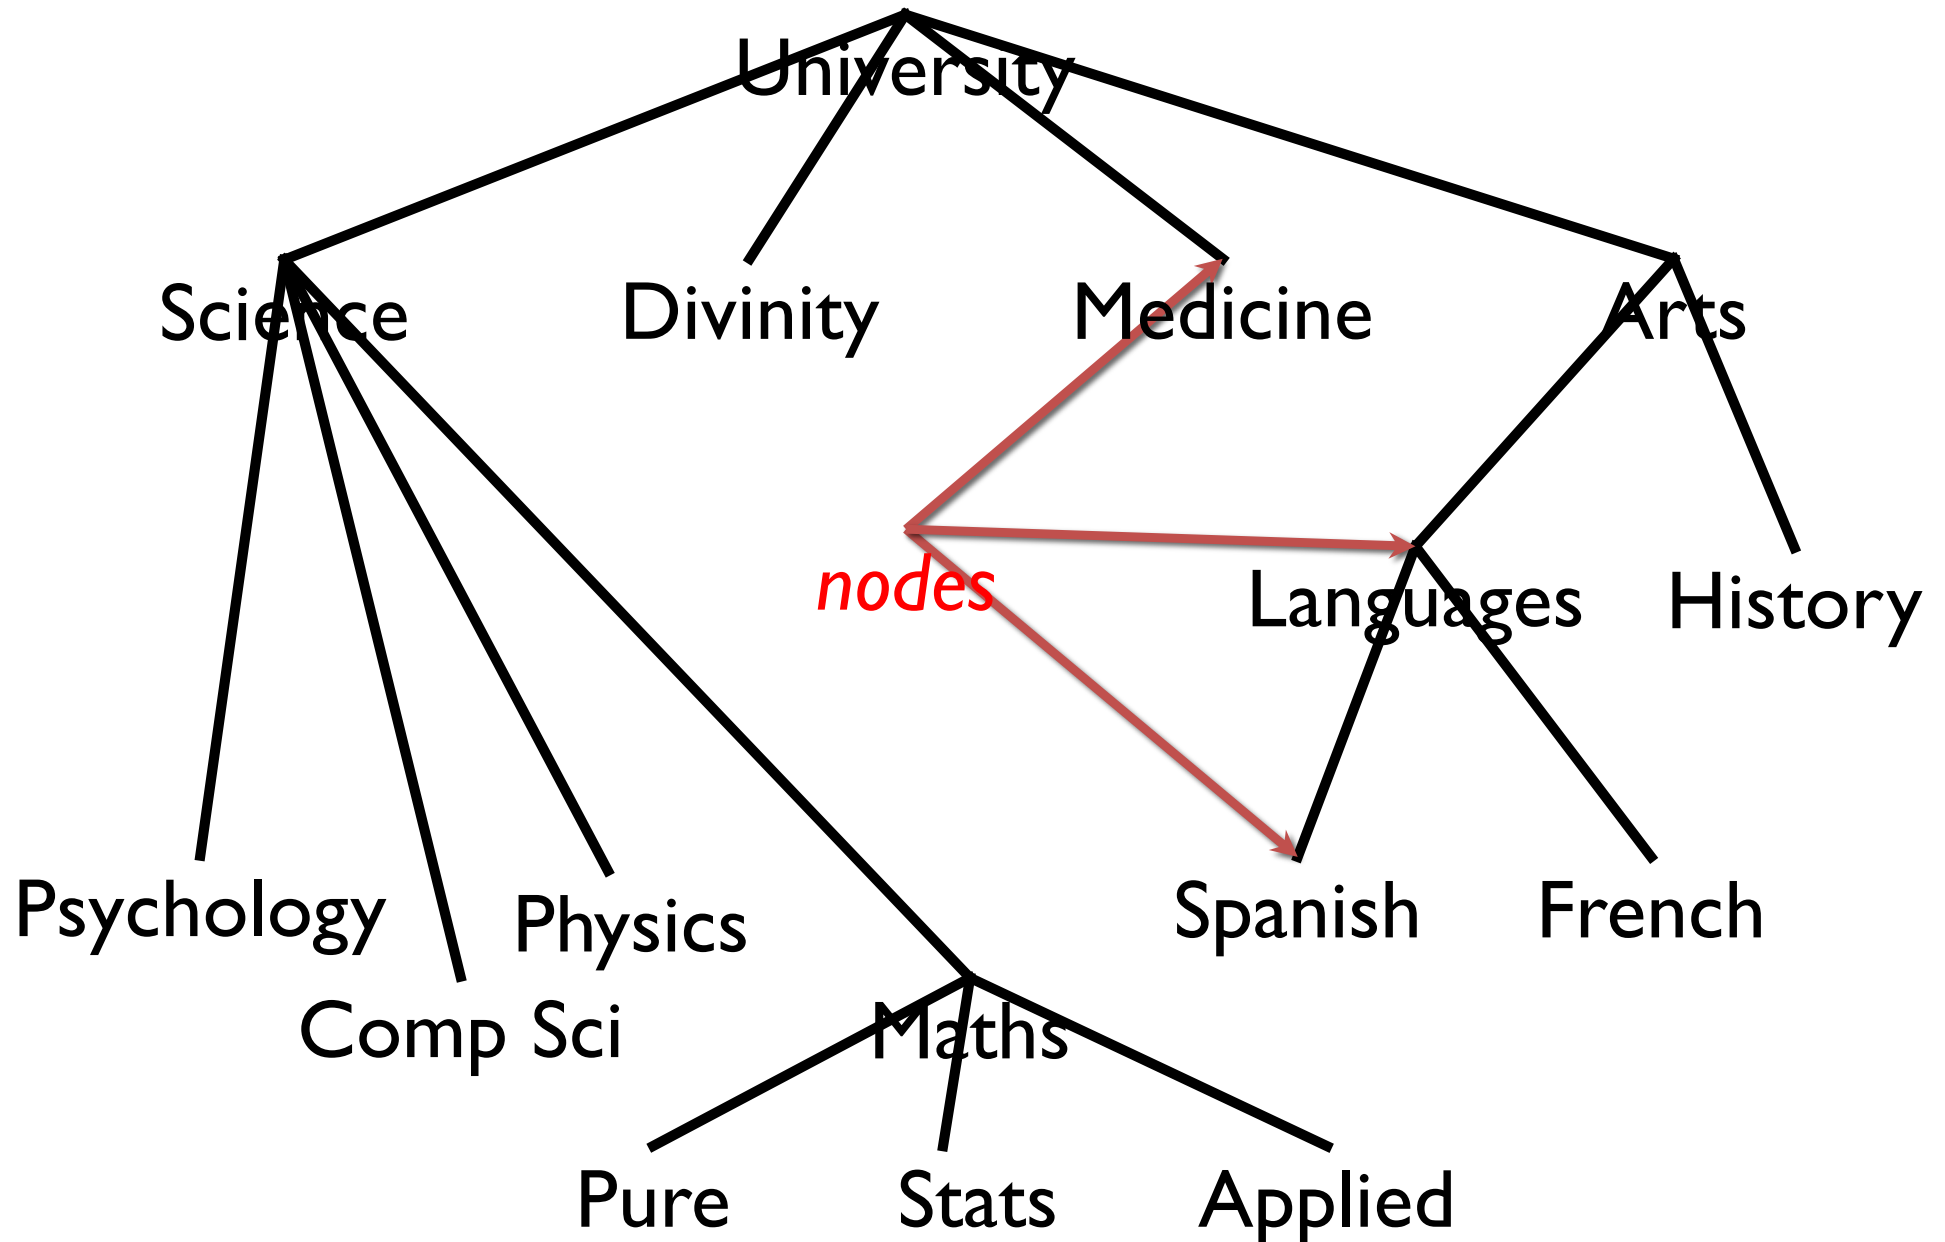 University
Science
Divinity
Medicine
Arts
nodes
Languages
History
Psychology
Physics
Spanish
French
Comp Sci
Maths
Pure
Stats
Applied